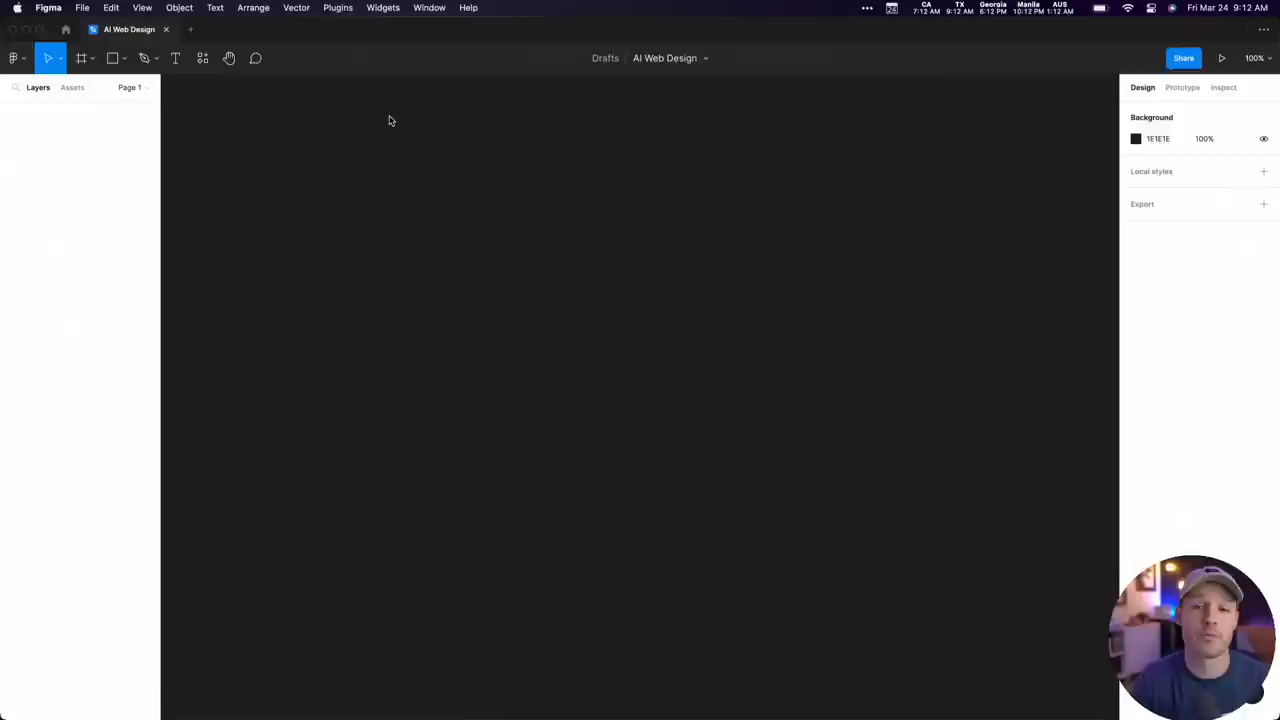 Figma File Edit View Object Text Arrange Vector Plugins Widgets Window Help
CA TX Georgia Manila AUS
7:12 AM 9:12 AM 6:12 PM 10:12 PM 1:12 AM
Fri Mar 24 9:12 AM
AI Web Design
Drafts / AI Web Design
Share
100%
Layers Assets Page 1
Design Prototype Inspect
Background
1E1E1E 100%
Local styles
Export